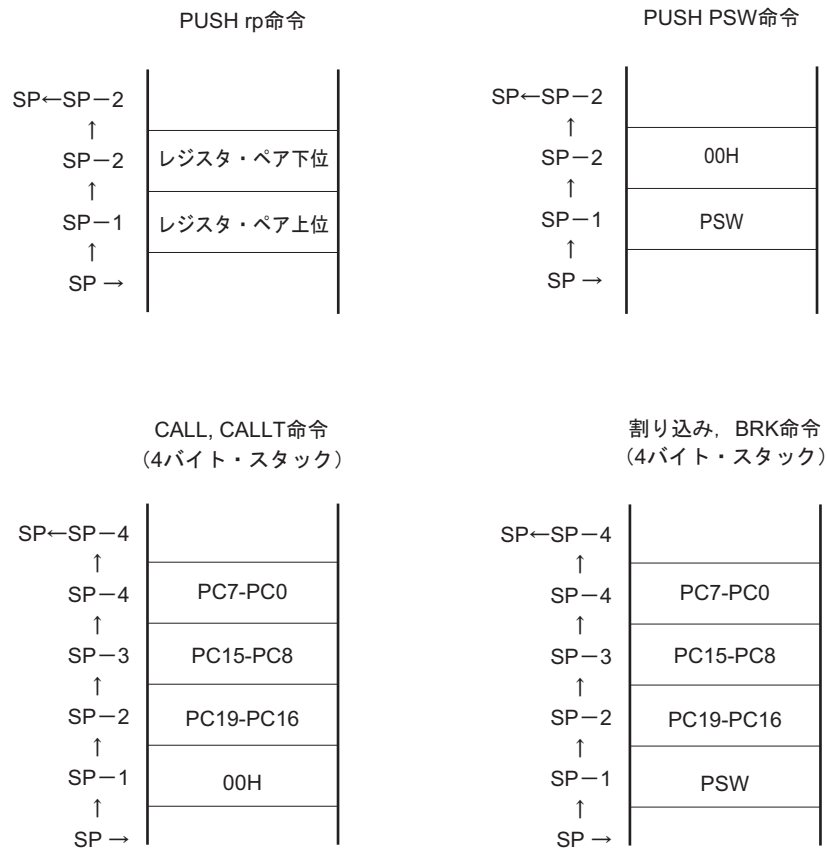 PUSH rp命令
SP←SP－2
↑
SP－2
レジスタ・ペア下位
↑
SP－1
レジスタ・ペア上位
↑
SP →
PUSH PSW命令
SP←SP－2
↑
SP－2
00H
↑
SP－1
PSW
↑
SP →
CALL, CALLT命令
（4バイト・スタック）
SP←SP－4
↑
SP－4
PC7-PC0
↑
SP－3
PC15-PC8
↑
SP－2
PC19-PC16
↑
SP－1
00H
↑
SP →
割り込み，BRK命令
（4バイト・スタック）
SP←SP－4
↑
SP－4
PC7-PC0
↑
SP－3
PC15-PC8
↑
SP－2
PC19-PC16
↑
SP－1
PSW
↑
SP →